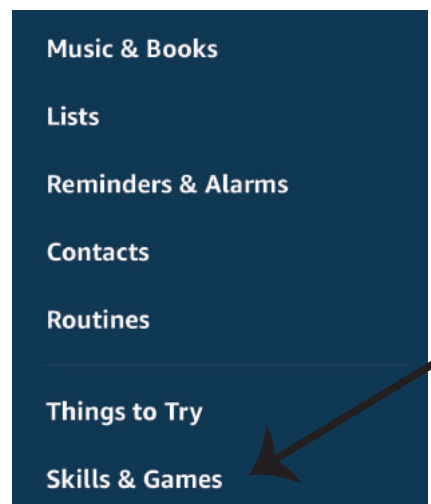 Music & Books
Lists
Reminders & Alarms
Contacts
Routines
Things to Try
Skills & Games